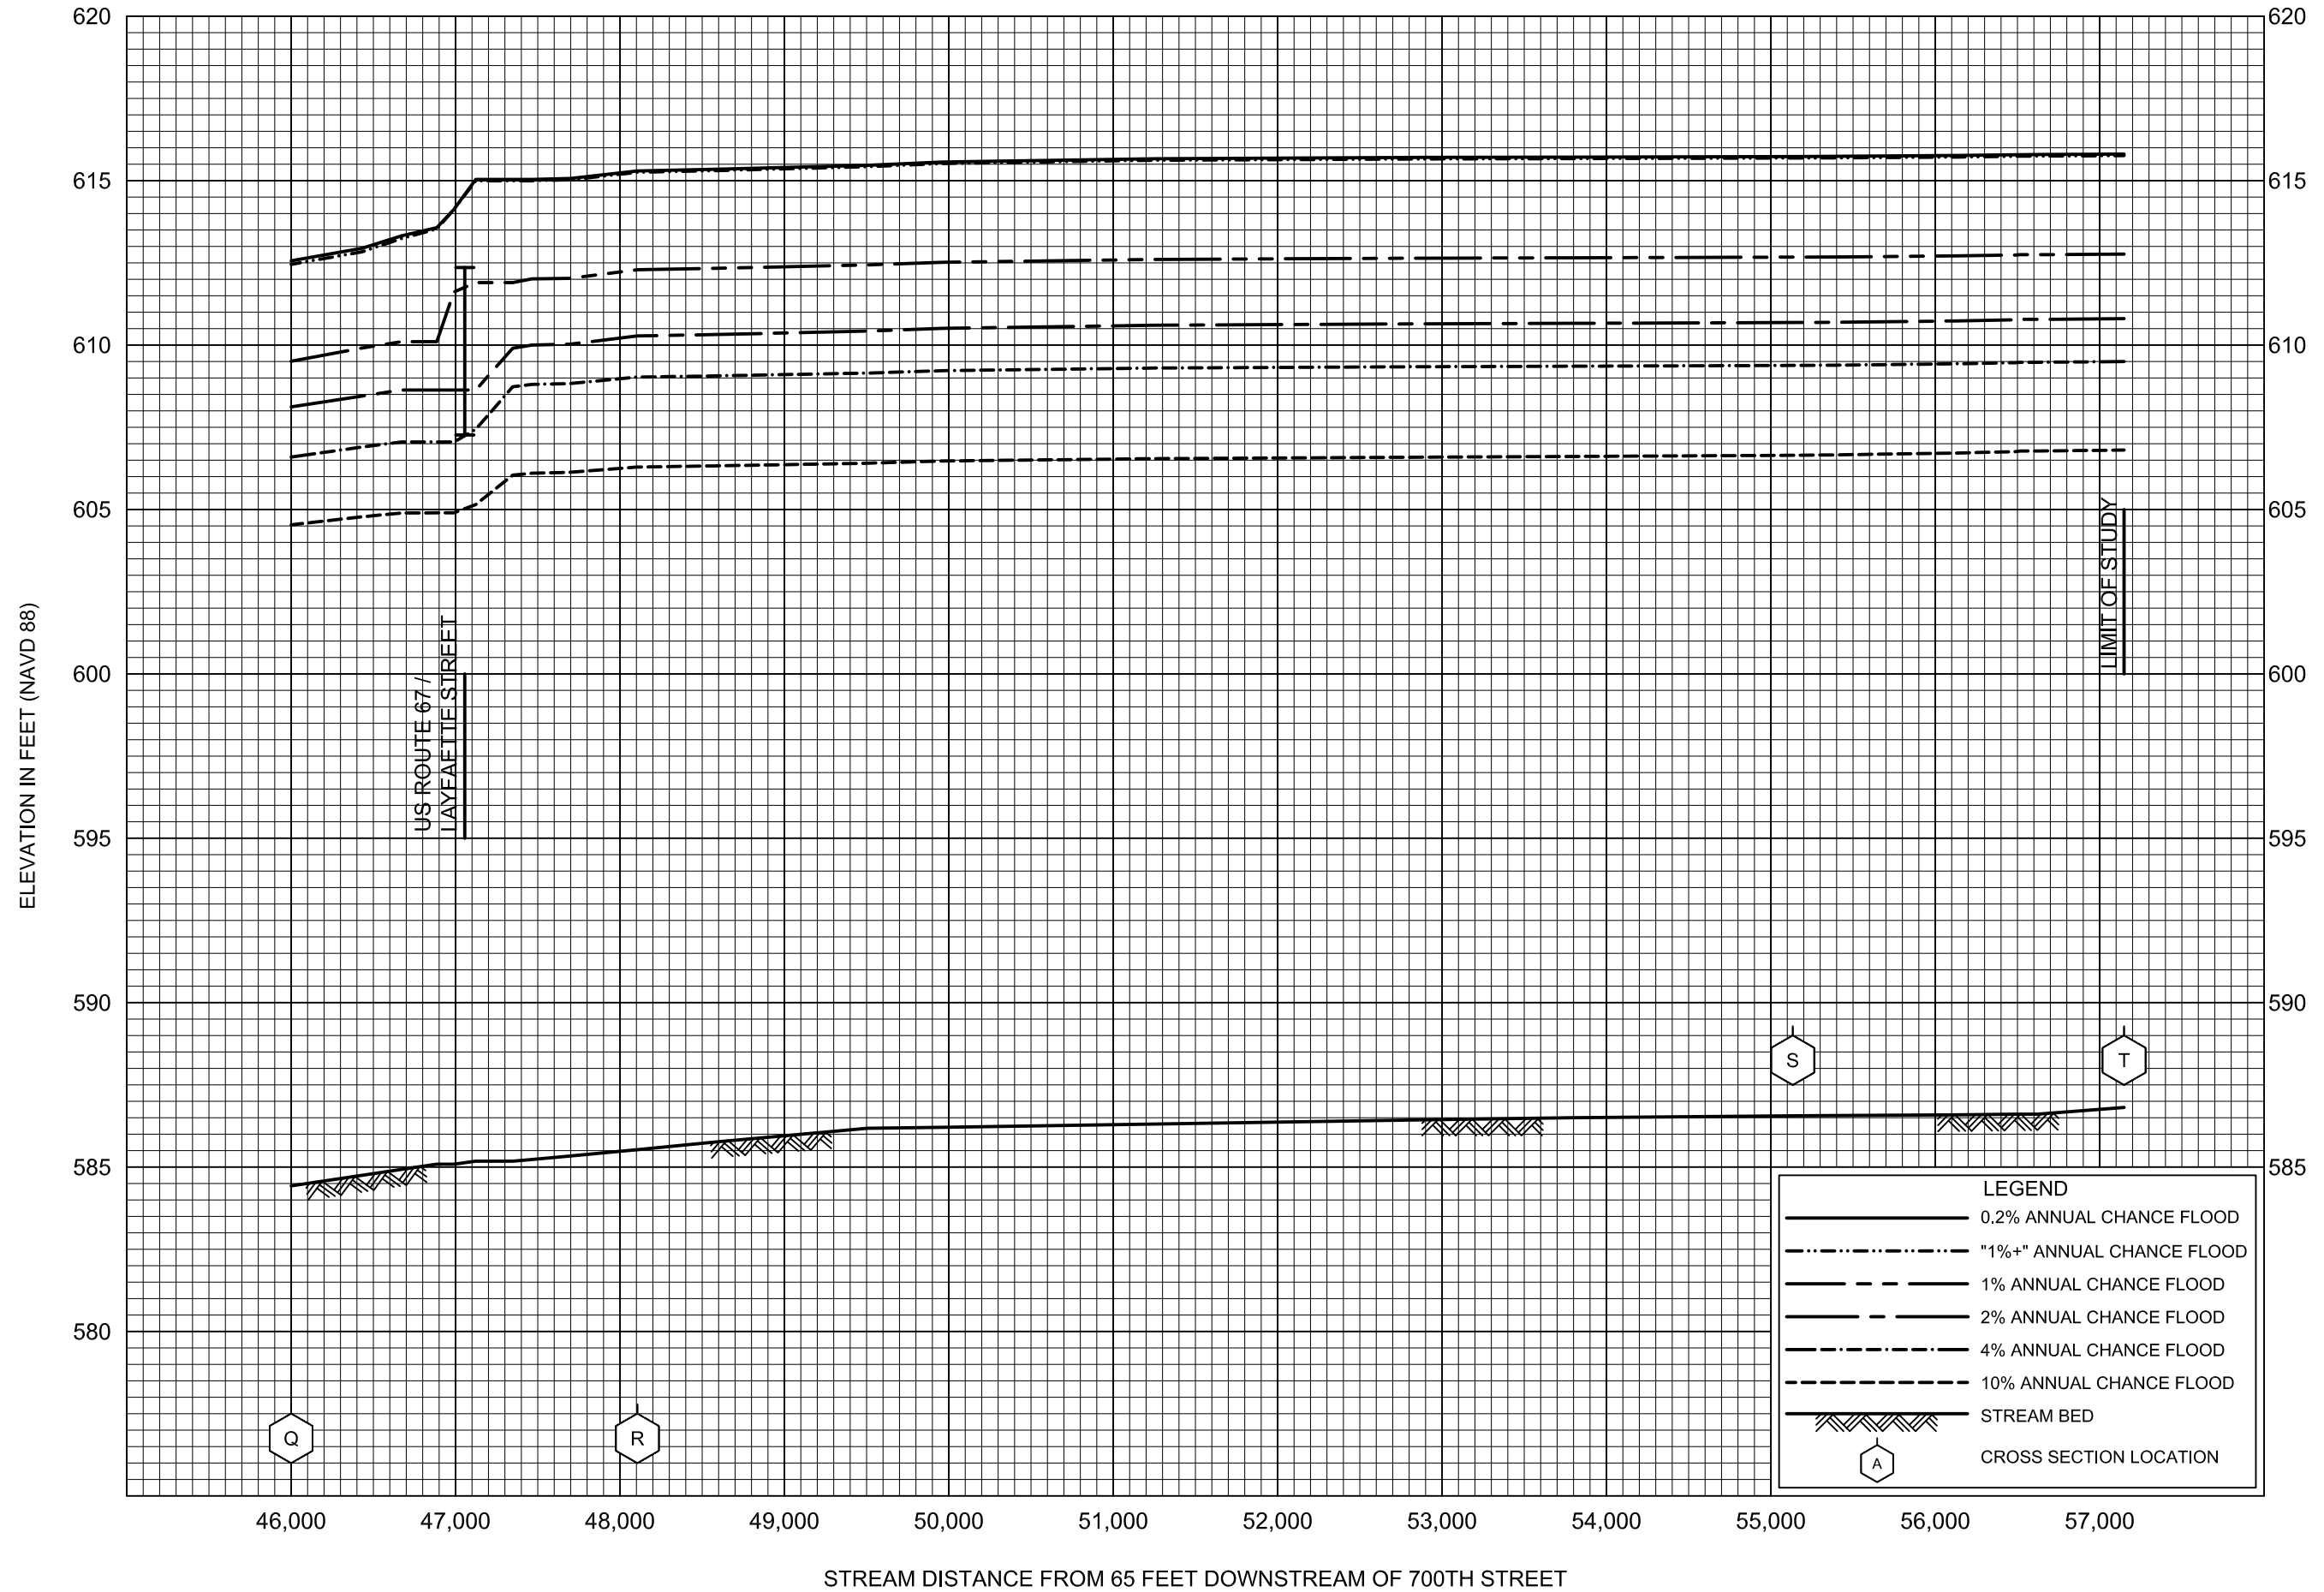 620
615
610
605
600
595
590
585
580
ELEVATION IN FEET (NAVD 88)
620
615
610
605
600
595
590
585
US ROUTE 67 /
LAYFAFTTE STREET
LIMIT OF STUDY
Q
R
S
T
LEGEND
0.2% ANNUAL CHANCE FLOOD
"1%+" ANNUAL CHANCE FLOOD
1% ANNUAL CHANCE FLOOD
2% ANNUAL CHANCE FLOOD
4% ANNUAL CHANCE FLOOD
10% ANNUAL CHANCE FLOOD
STREAM BED
A
CROSS SECTION LOCATION
46,000
47,000
48,000
49,000
50,000
51,000
52,000
53,000
54,000
55,000
56,000
57,000
STREAM DISTANCE FROM 65 FEET DOWNSTREAM OF 700TH STREET